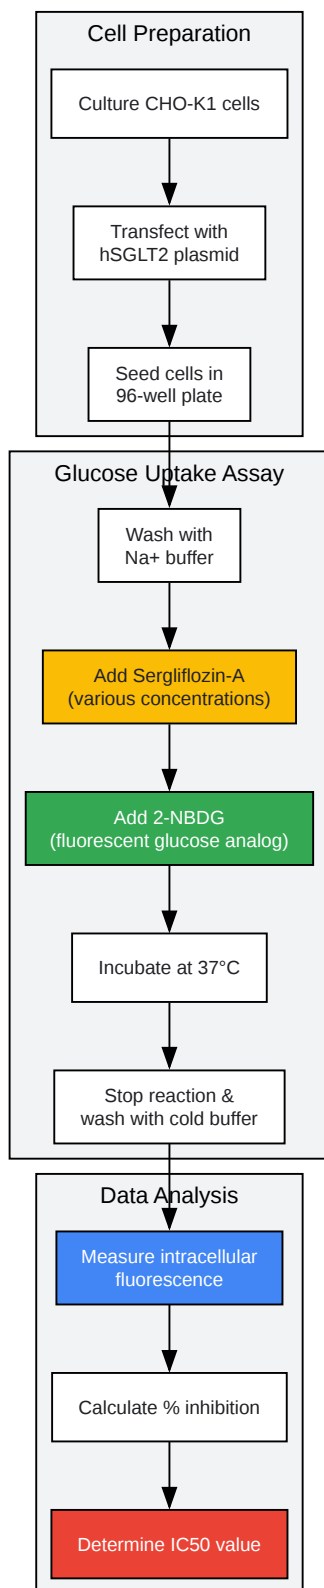 Cell Preparation
Culture CHO-K1 cells
Transfect with
hSGLT2 plasmid
Seed cells in
96-well plate
Glucose Uptake Assay
Wash with
Na+ buffer
Add Sergliflozin-A
(various concentrations)
Add 2-NBDG
(fluorescent glucose analog)
Incubate at 37°C
Stop reaction &
wash with cold buffer
Data Analysis
Measure intracellular
fluorescence
Calculate % inhibition
Determine IC50 value